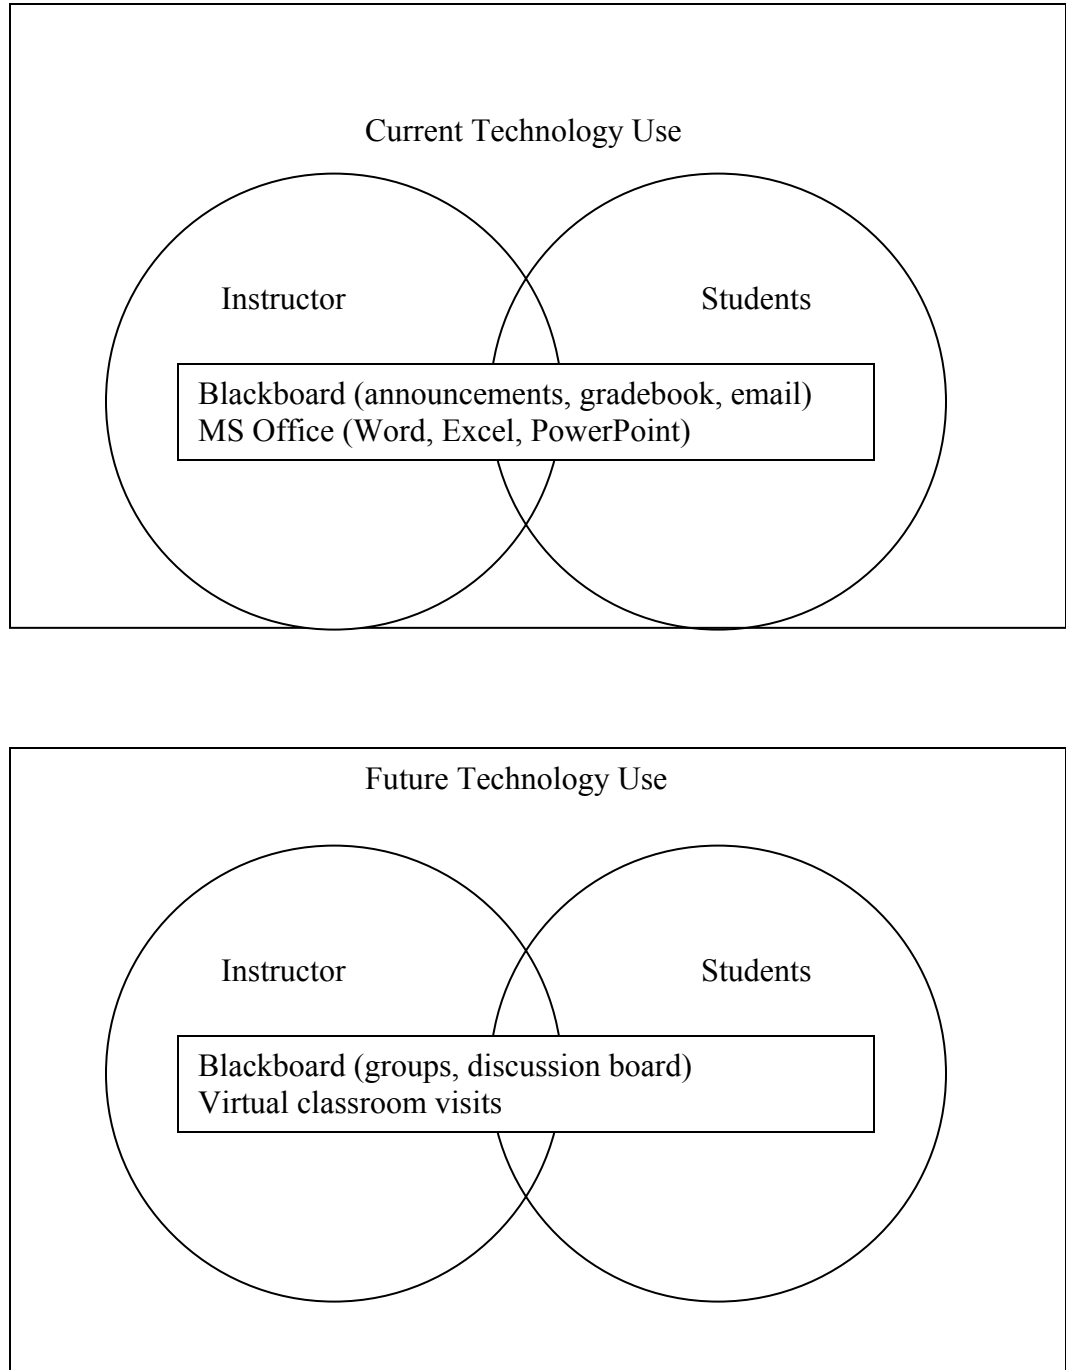 Current Technology Use
Instructor
Students
Blackboard (announcements, gradebook, email)
MS Office (Word, Excel, PowerPoint)
Future Technology Use
Instructor
Students
Blackboard (groups, discussion board)
Virtual classroom visits